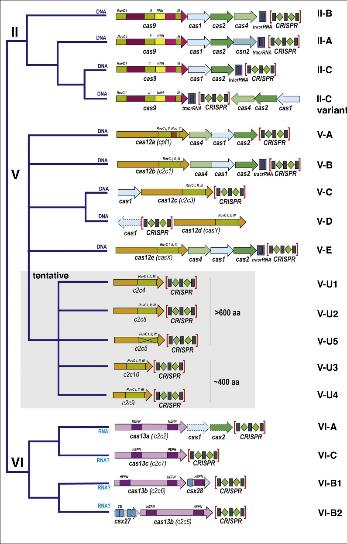 II
DNA
cas9
cas1
cas2
cas4
tracrRNA
CRISPR
II-B
DNA
cas9
cas1
cas2
csn2
tracrRNA
CRISPR
II-A
DNA
cas9
cas1
cas2
tracrRNA
CRISPR
II-C
DNA
cas9
tracrRNA
CRISPR
cas4
cas2
cas1
II-C
variant
V
DNA
cas12a (cpf1)
cas4
cas1
cas2
CRISPR
V-A
DNA
cas12b (c2c1)
cas4
cas1
cas2
tracrRNA
CRISPR
V-B
DNA
cas1
cas12c (c2c3)
CRISPR
V-C
DNA
cas1
CRISPR
cas12d (casY)
V-D
DNA
cas12e (casX)
cas4
cas1
cas2
tracrRNA
CRISPR
V-E
tentative
c2c4
CRISPR
V-U1
c2c8
CRISPR
V-U2
>600 aa
c2c5
CRISPR
V-U5
c2c10
CRISPR
V-U3
~400 aa
c2c9
CRISPR
V-U4
VI
RNA
cas13a (c2c2)
cas1
cas2
CRISPR
VI-A
RNA?
cas13c (c2c7)
CRISPR
VI-C
RNA?
cas13b (c2c6)
csx28
CRISPR
VI-B1
RNA?
csx27
cas13b (c2c6)
CRISPR
VI-B2